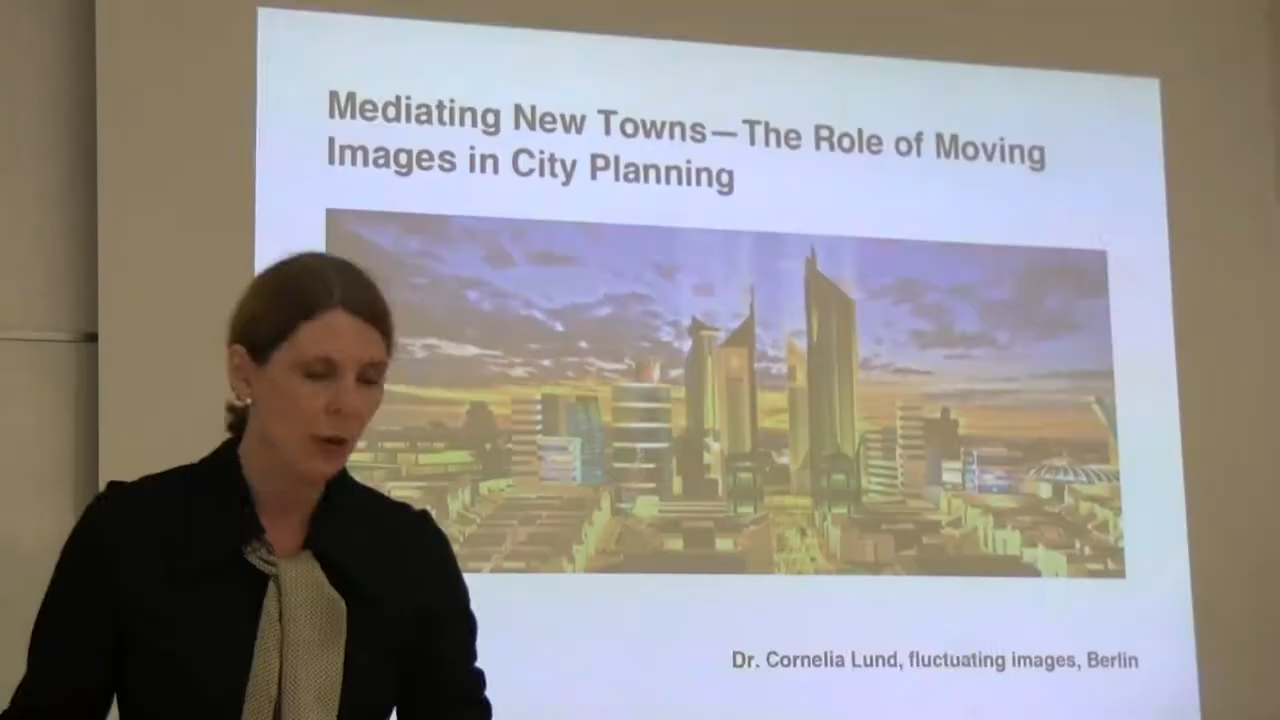 Mediating New Towns—The Role of Moving
Images in City Planning
Dr. Cornelia Lund, fluctuating images, Berlin